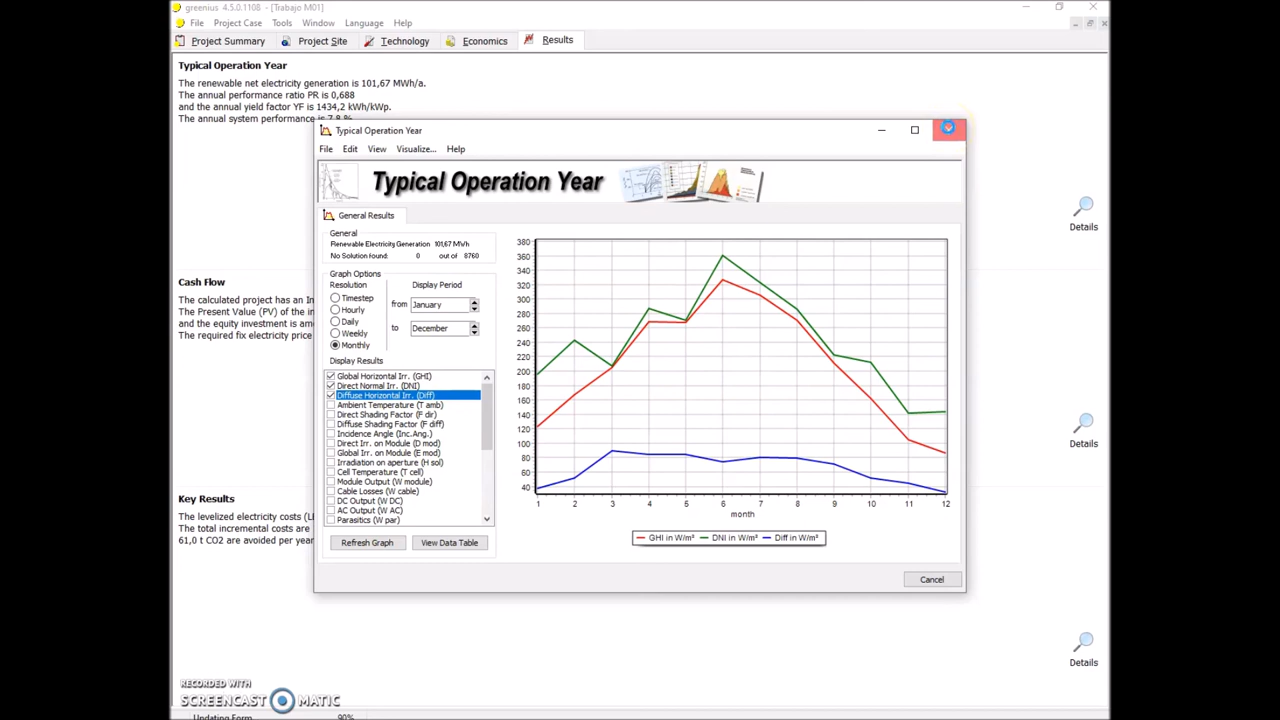 greenius 4.5.0.1108 - [Trabajo M01]
File Project Case Tools Window Language Help
Project Summary Project Site Technology Economics Results
Typical Operation Year
The renewable net electricity generation is 101,67 MWh/a.
The annual performance ratio PR is 0,688
and the annual yield factor YF is 1434,2 kWh/kWp.
The annual system performance is 7,8 %
Details
Cash Flow
The calculated project has an In
The Present Value (PV) of the in
and the equity investment is am
The required fix electricity price
Details
Key Results
The levelized electricity costs (L
The total incremental costs are
61,0 t CO2 are avoided per year
Details
Typical Operation Year
File Edit View Visualize... Help
Typical Operation Year
General Results
General
Renewable Electricity Generation 101,67 MWh
No Solution found: 0 out of 8760
Graph Options
Resolution
Display Period
Timestep
Hourly
Daily
Weekly
Monthly
from January
to December
Display Results
Global Horizontal Irr. (GHI)
Direct Normal Irr. (DNI)
Diffuse Horizontal Irr. (Diff)
Ambient Temperature (T amb)
Direct Shading Factor (F dir)
Diffuse Shading Factor (F diff)
Incidence Angle (Inc.Ang.)
Direct Irr. on Module (D mod)
Global Irr. on Module (E mod)
Irradiation on aperture (H sol)
Cell Temperature (T cell)
Module Output (W module)
Cable Losses (W cable)
DC Output (W DC)
AC Output (W AC)
Parasitics (W par)
Refresh Graph View Data Table
380
360
340
320
300
280
260
240
220
200
180
160
140
120
100
80
60
40
1 2 3 4 5 6 7 8 9 10 11 12
month
GHI in W/m² DNI in W/m² Diff in W/m²
Cancel
RECORDED WITH
SCREENCAST MATIC
Updating Form 90%